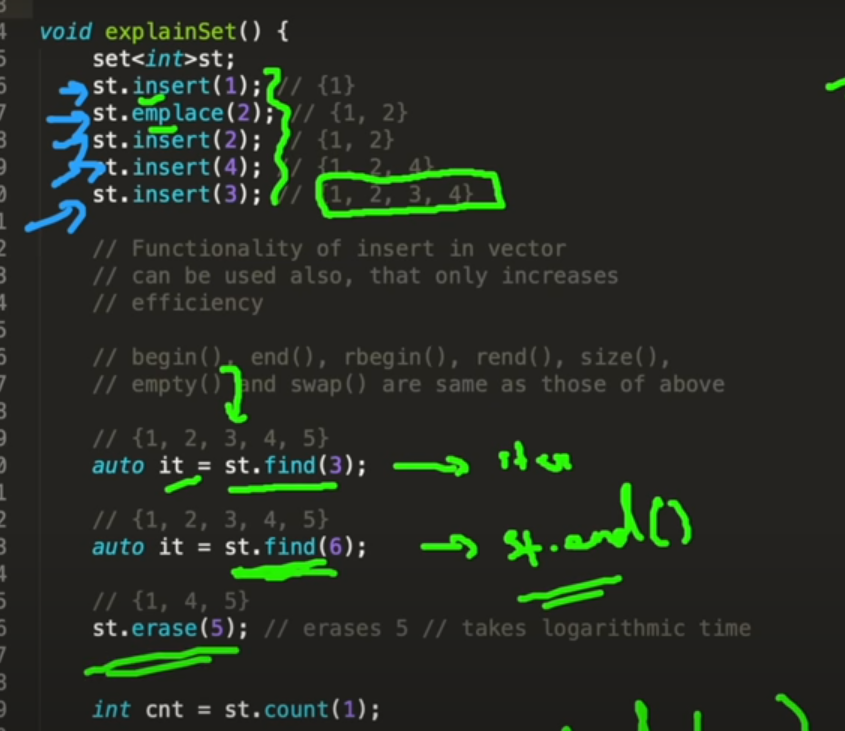 void explainSet() {
set<int>st;
st.insert(1); // {1}
st.emplace(2); // {1, 2}
st.insert(2); // {1, 2}
st.insert(4); // {1, 2, 4}
st.insert(3); // {1, 2, 3, 4}
// Functionality of insert in vector
// can be used also, that only increases
// efficiency
// begin(), end(), rbegin(), rend(), size(),
// empty() and swap() are same as those of above
// {1, 2, 3, 4, 5}
auto it = st.find(3);
// {1, 2, 3, 4, 5}
auto it = st.find(6); st.end()
// {1, 4, 5}
st.erase(5); // erases 5 // takes logarithmic time
int cnt = st.count(1);